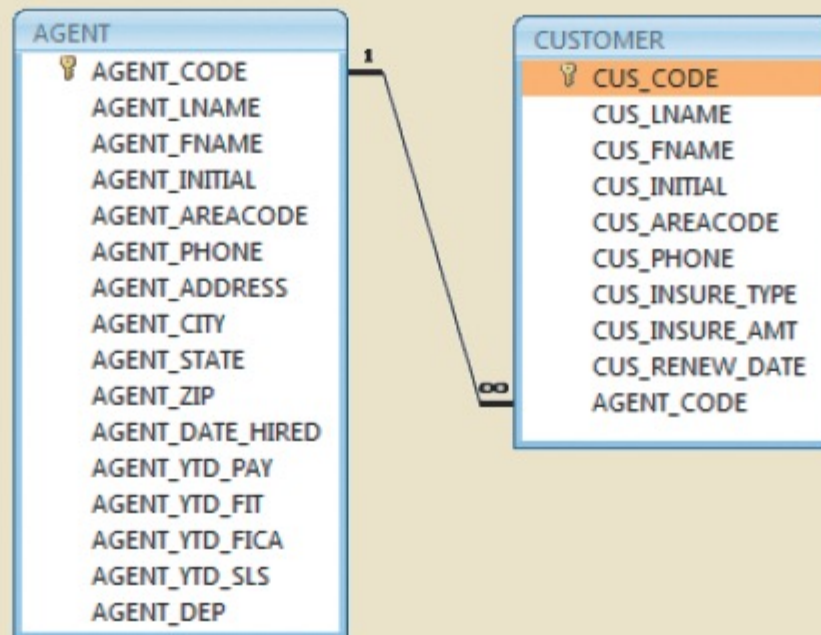 AGENT
AGENT_CODE
AGENT_LNAME
AGENT_FNAME
AGENT_INITIAL
AGENT_AREACODE
AGENT_PHONE
AGENT_ADDRESS
AGENT_CITY
AGENT_STATE
AGENT_ZIP
AGENT_DATE_HIRED
AGENT_YTD_PAY
AGENT_YTD_FIT
AGENT_YTD_FICA
AGENT_YTD_SLS
AGENT_DEP
1
∞
CUSTOMER
CUS_CODE
CUS_LNAME
CUS_FNAME
CUS_INITIAL
CUS_AREACODE
CUS_PHONE
CUS_INSURE_TYPE
CUS_INSURE_AMT
CUS_RENEW_DATE
AGENT_CODE